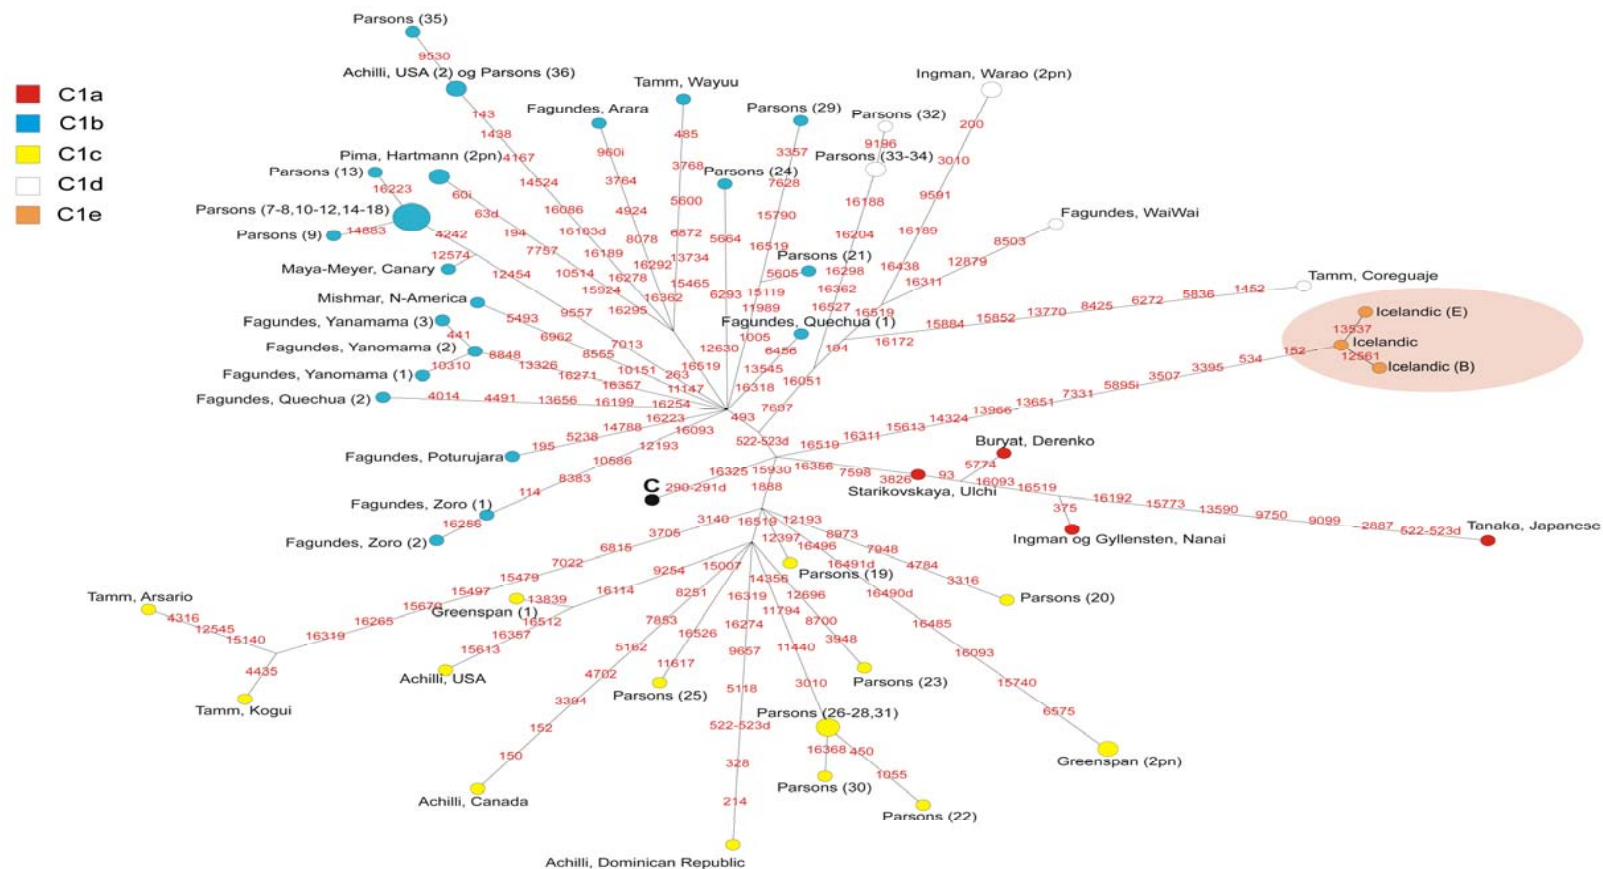 Parsons (35)
9530
Achilli, USA (2) og Parsons (36)
Tamm, Wayuu
Ingman, Warao (2pn)
C1a
C1b
C1c
C1d
C1e
Fagundes, Arara
Parsons (29)
Parsons (32)
143
1438
4167
14524
16086
16189
16292
16362
960i
3764
4924
8078
485
3768
5600
6872
13734
15465
3357
7628
15790
16519
9196
Parsons (33-34)
200
3010
9591
16189
16438
16519
Pima, Hartmann (2pn)
Parsons (13)
16223
Parsons (24)
Parsons (7-8,10-12,14-18)
Parsons (9)
14883
4242
60i
63d
194
7757
10514
15924
16278
16295
5664
6293
12630
16188
16204
16298
16362
16527
Fagundes, WaiWai
8503
12879
16311
Maya-Meyer, Canary
12574
12454
9557
7013
263
Parsons (21)
5605
15119
11989
1005
Tamm, Coreguaje
1452
5836
6272
8425
13770
15852
15884
16172
194
16051
7697
Mishmar, N-America
5493
6962
8565
10151
11147
16519
Fagundes, Quechua (1)
6456
13545
16318
Icelandic (E)
13537
Icelandic
12561
Icelandic (B)
152
534
3395
3507
5895i
7331
13651
13966
14324
15613
16311
16519
Fagundes, Yanamama (3)
441
Fagundes, Yanomama (2)
8848
13326
16271
16357
16254
Fagundes, Yanomama (1)
10310
Fagundes, Quechua (2)
4014
4491
13656
16199
16223
493
522-523d
Fagundes, Poturujara
195
5238
14788
16093
12193
10586
8383
114
Fagundes, Zoro (1)
Fagundes, Zoro (2)
C
290-291d
16325
15930
1888
16356
7598
3826
Starikovskaya, Ulchi
Buryat, Derenko
5774
93
16093
16519
375
Ingman og Gyllensten, Nanai
16192
15773
13590
9750
9099
2887
522-523d
Tanaka, Japanese
3140
3705
6815
7022
15479
15497
16265
16319
Tamm, Arsario
4316
12545
15140
4435
Tamm, Kogui
16519
12397
Parsons (19)
12193
8973
7948
4784
3316
Parsons (20)
16496
16491d
16490d
16485
16093
15740
6575
Greenspan (2pn)
9254
16114
13839
Greenspan (1)
16512
16357
15613
Achilli, USA
15007
8251
7853
5162
4702
3394
152
150
Achilli, Canada
16526
11617
Parsons (25)
16319
16274
9657
5118
522-523d
328
214
Achilli, Dominican Republic
14356
11794
11440
3010
Parsons (26-28,31)
16368
450
1055
Parsons (30)
Parsons (22)
12696
8700
3948
Parsons (23)